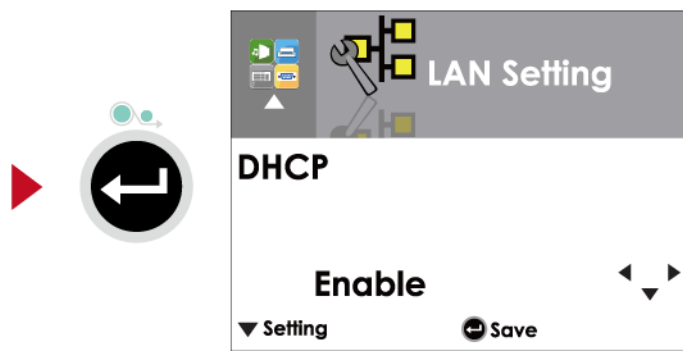 LAN Setting
DHCP
Enable
Setting
Save